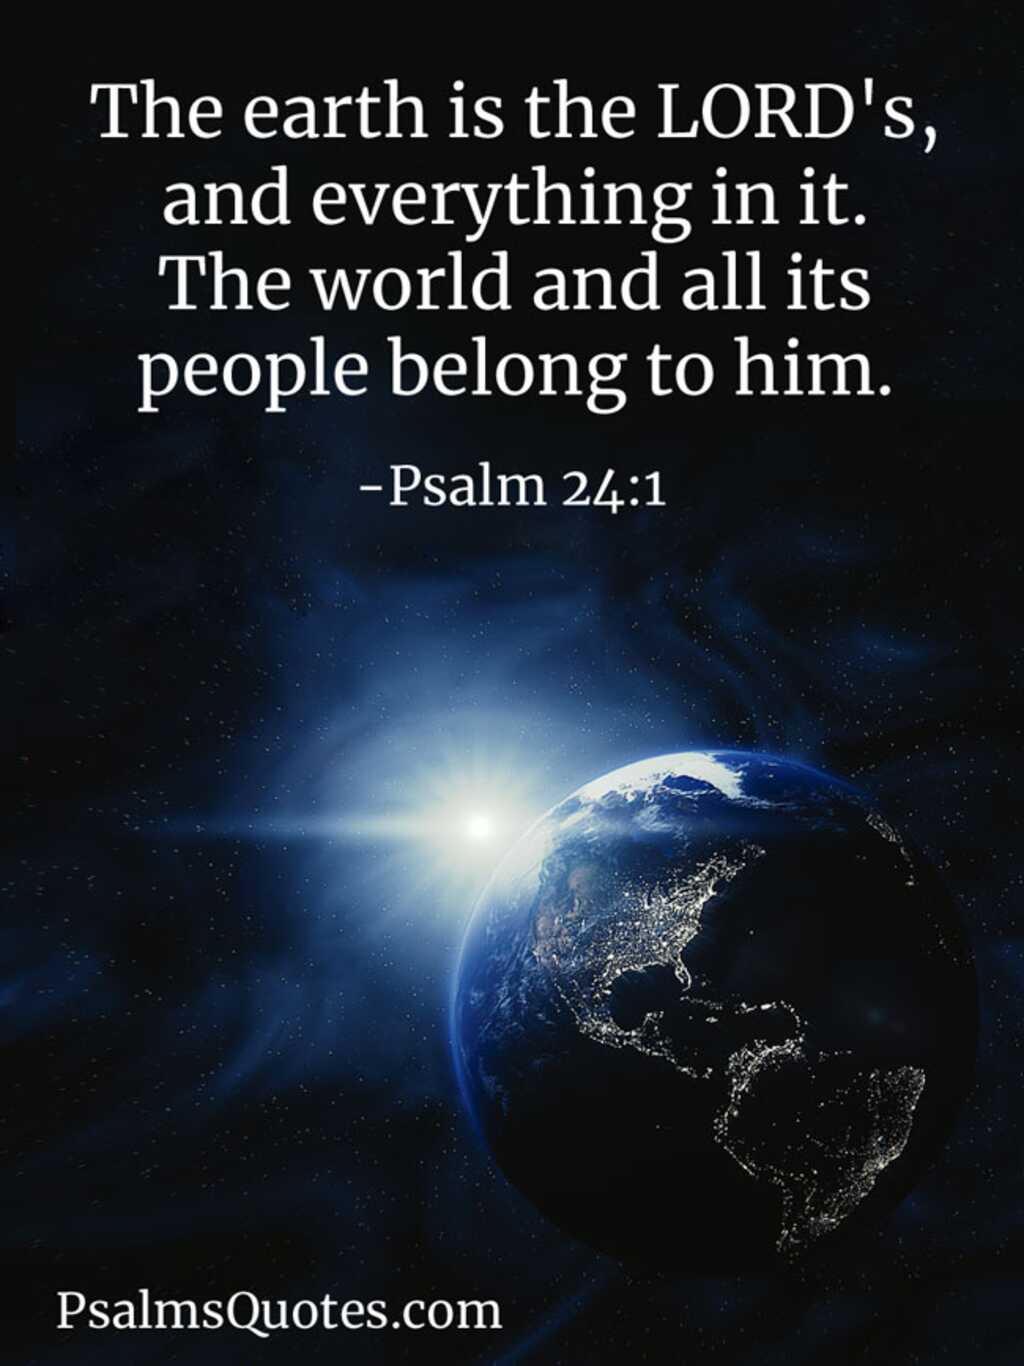 The earth is the LORD's,
and everything in it.
The world and all its
people belong to him.
-Psalm 24:1
PsalmsQuotes.com